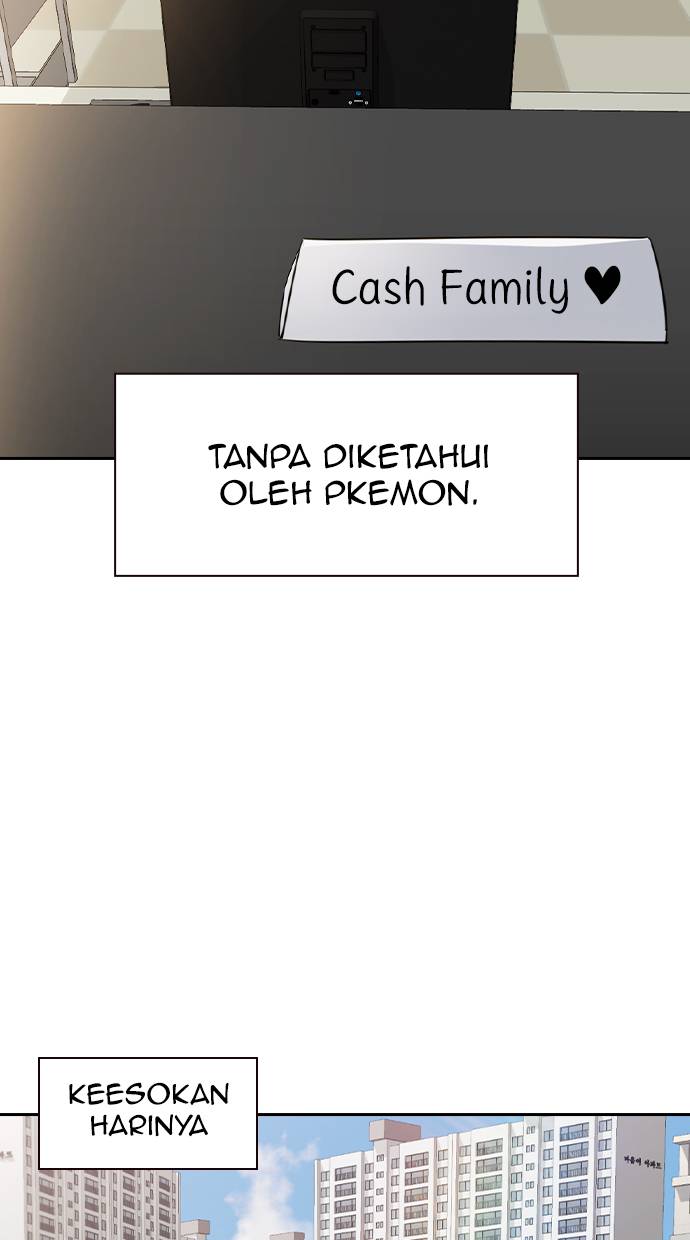 Cash Family ♥
TANPA DIKETAHUI
OLEH PKEMON.
KEESOKAN
HARINYA